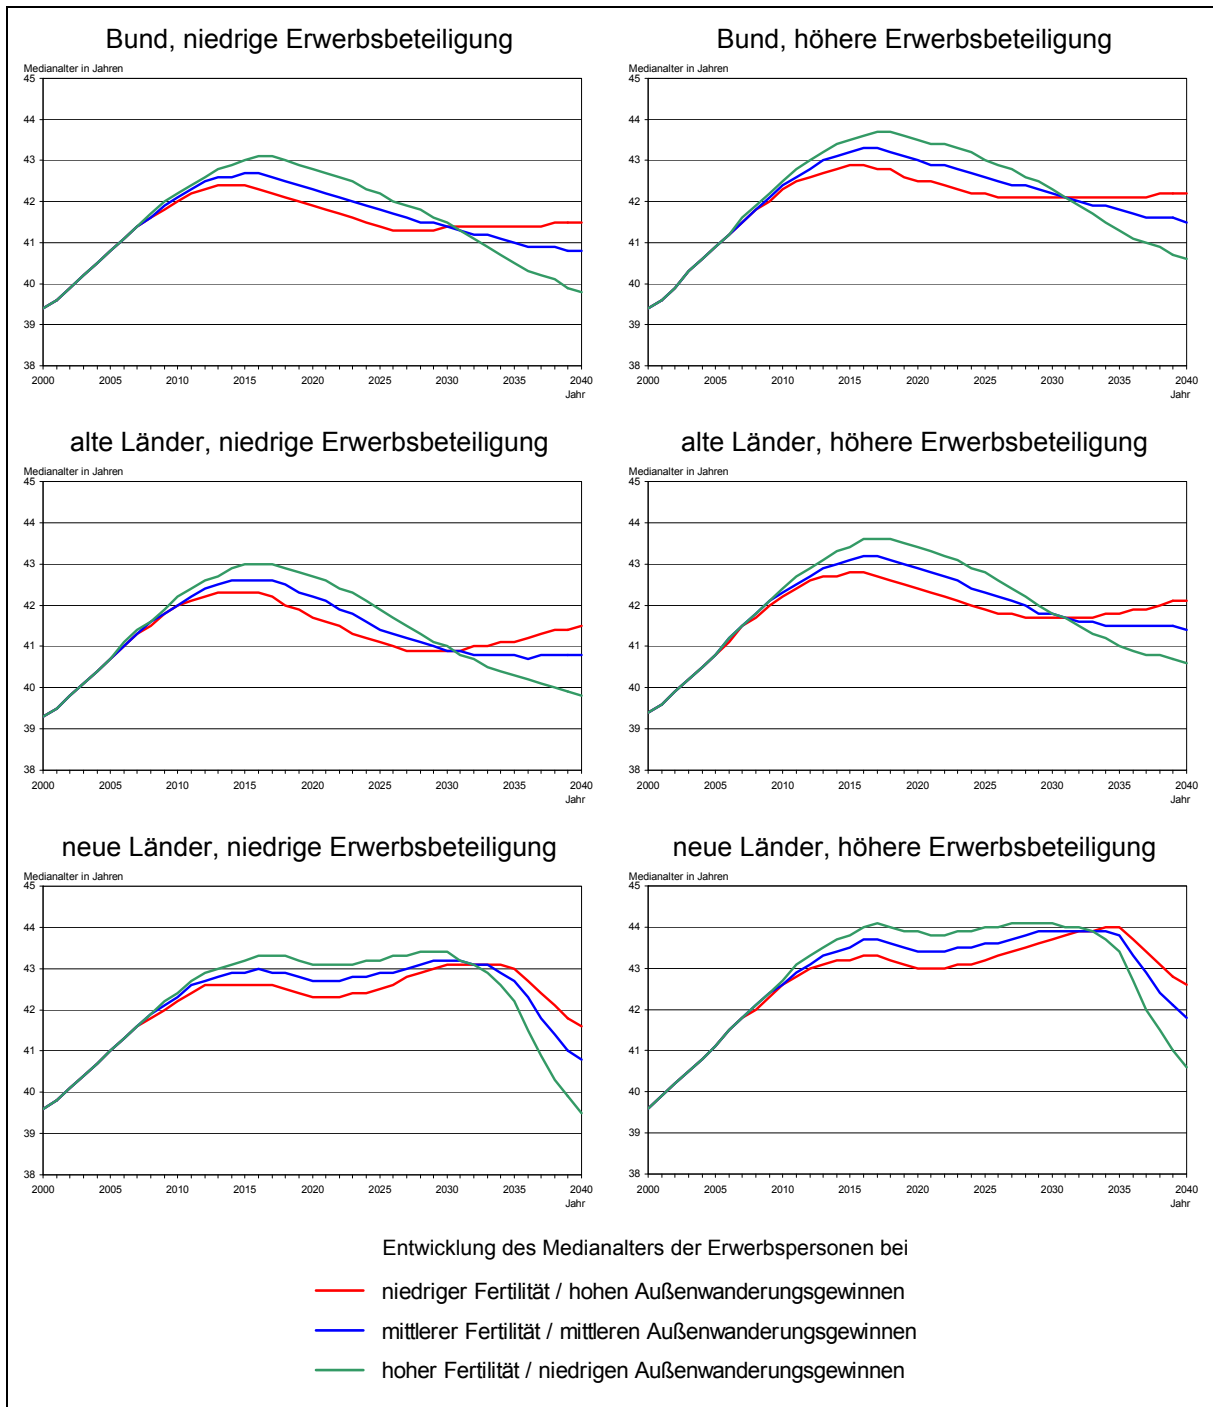 Bund, niedrige Erwerbsbeteiligung
Medianalter in Jahren
45
44
43
42
41
40
39
38
2000 2005 2010 2015 2020 2025 2030 2035 2040
Jahr
Bund, höhere Erwerbsbeteiligung
Medianalter in Jahren
45
44
43
42
41
40
39
38
2000 2005 2010 2015 2020 2025 2030 2035 2040
Jahr
alte Länder, niedrige Erwerbsbeteiligung
Medianalter in Jahren
45
44
43
42
41
40
39
38
2000 2005 2010 2015 2020 2025 2030 2035 2040
Jahr
alte Länder, höhere Erwerbsbeteiligung
Medianalter in Jahren
45
44
43
42
41
40
39
38
2000 2005 2010 2015 2020 2025 2030 2035 2040
Jahr
neue Länder, niedrige Erwerbsbeteiligung
Medianalter in Jahren
45
44
43
42
41
40
39
38
2000 2005 2010 2015 2020 2025 2030 2035 2040
Jahr
neue Länder, höhere Erwerbsbeteiligung
Medianalter in Jahren
45
44
43
42
41
40
39
38
2000 2005 2010 2015 2020 2025 2030 2035 2040
Jahr
Entwicklung des Medianalters der Erwerbspersonen bei
niedriger Fertilität / hohen Außenwanderungsgewinnen
mittlerer Fertilität / mittleren Außenwanderungsgewinnen
hoher Fertilität / niedrigen Außenwanderungsgewinnen